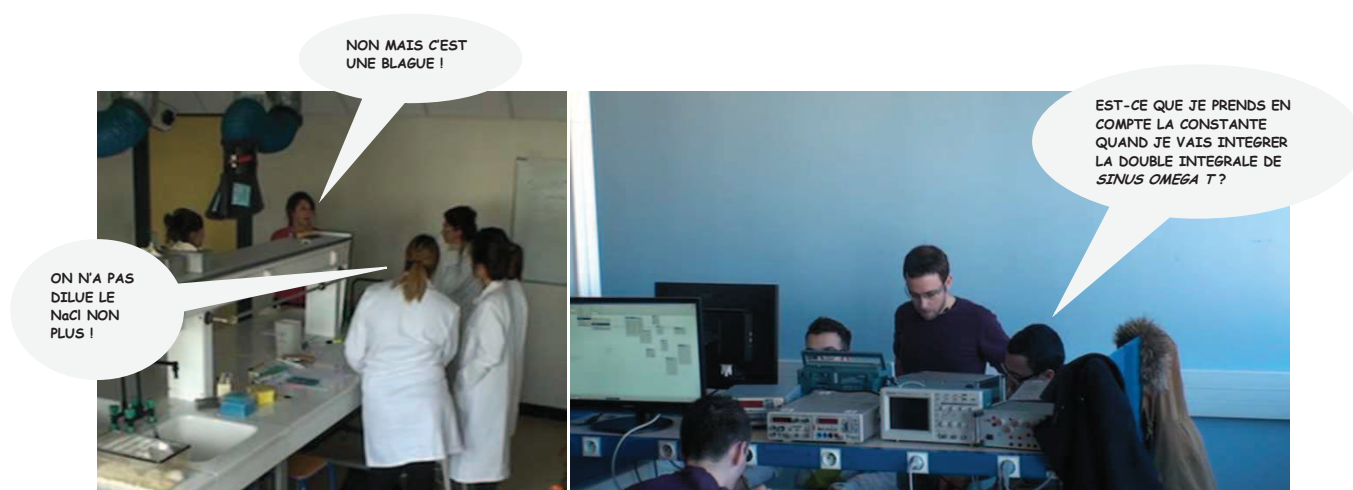 NON MAIS C'EST
UNE BLAGUE !
ON N'A PAS
DILUE LE
NaCl NON
PLUS !
EST-CE QUE JE PRENDS EN
COMPTE LA CONSTANTE
QUAND JE VAIS INTEGRER
LA DOUBLE INTEGRALE DE
SINUS OMEGA T ?